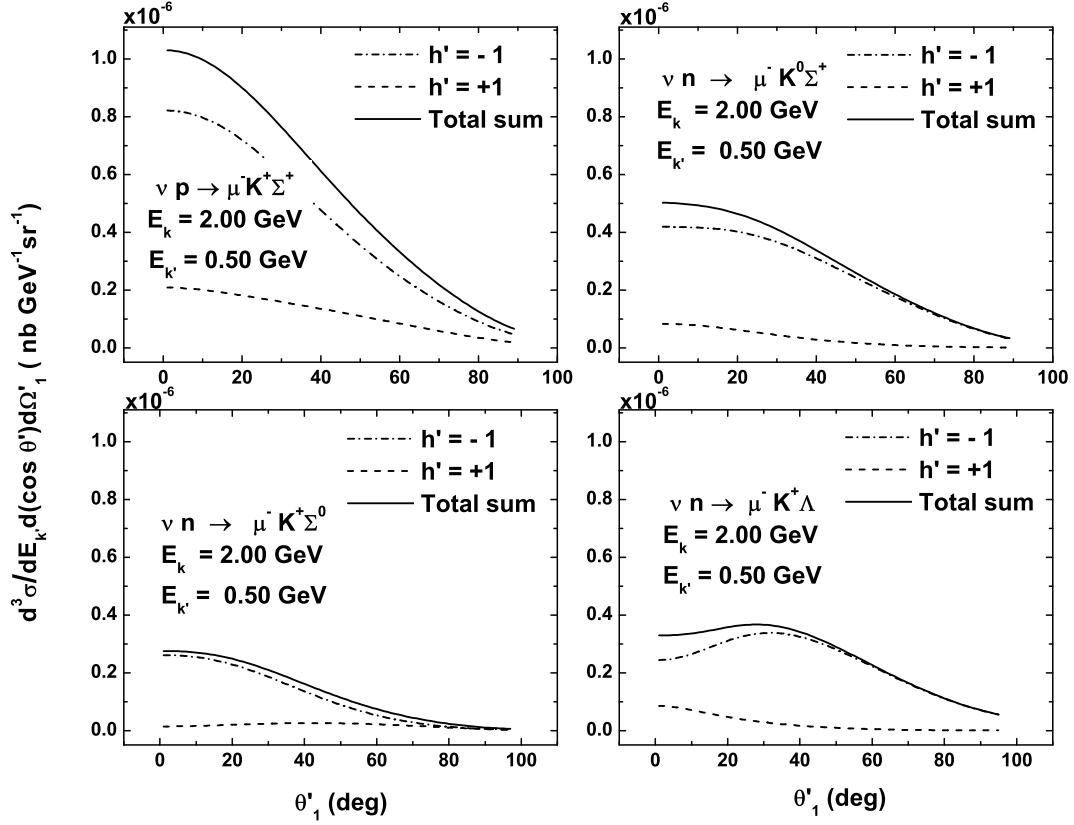 d³σ/dE_k'd(cos θ')dΩ'₁ ( nb GeV⁻¹sr⁻¹)
x10⁻⁶
1.0
0.8
0.6
0.4
0.2
0.0
0 20 40 60 80 100
h' = - 1
h' = +1
Total sum
ν p → μ⁻K⁺Σ⁺
E_k = 2.00 GeV
E_k' = 0.50 GeV
x10⁻⁶
1.0
0.8
0.6
0.4
0.2
0.0
0 20 40 60 80 100
h' = - 1
h' = +1
Total sum
ν n → μ⁻ K⁰Σ⁺
E_k = 2.00 GeV
E_k' = 0.50 GeV
x10⁻⁶
1.0
0.8
0.6
0.4
0.2
0.0
0 20 40 60 80 100
h' = - 1
h' = +1
Total sum
ν n → μ⁻ K⁺Σ⁰
E_k = 2.00 GeV
E_k' = 0.50 GeV
θ'₁ (deg)
x10⁻⁶
1.0
0.8
0.6
0.4
0.2
0.0
0 20 40 60 80 100
h' = - 1
h' = +1
Total sum
ν n → μ⁻ K⁺Λ
E_k = 2.00 GeV
E_k' = 0.50 GeV
θ'₁ (deg)